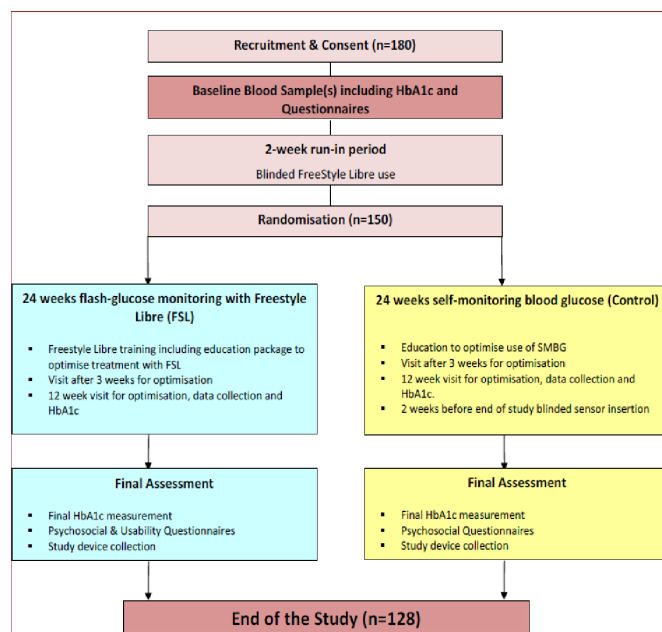 Recruitment & Consent (n=180)
Baseline Blood Sample(s) including HbA1c and
Questionnaires
2-week run-in period
Blinded FreeStyle Libre use
Randomisation (n=150)
24 weeks flash-glucose monitoring with Freestyle
Libre (FSL)
▪ Freestyle Libre training including education package to
optimise treatment with FSL
▪ Visit after 3 weeks for optimisation
▪ 12 week visit for optimisation, data collection and
HbA1c
24 weeks self-monitoring blood glucose (Control)
▪ Education to optimise use of SMBG
▪ Visit after 3 weeks for optimisation
▪ 12 week visit for optimisation, data collection and
HbA1c.
▪ 2 weeks before end of study blinded sensor insertion
Final Assessment
▪ Final HbA1c measurement
▪ Psychosocial & Usability Questionnaires
▪ Study device collection
Final Assessment
▪ Final HbA1c measurement
▪ Psychosocial Questionnaires
▪ Study device collection
End of the Study (n=128)